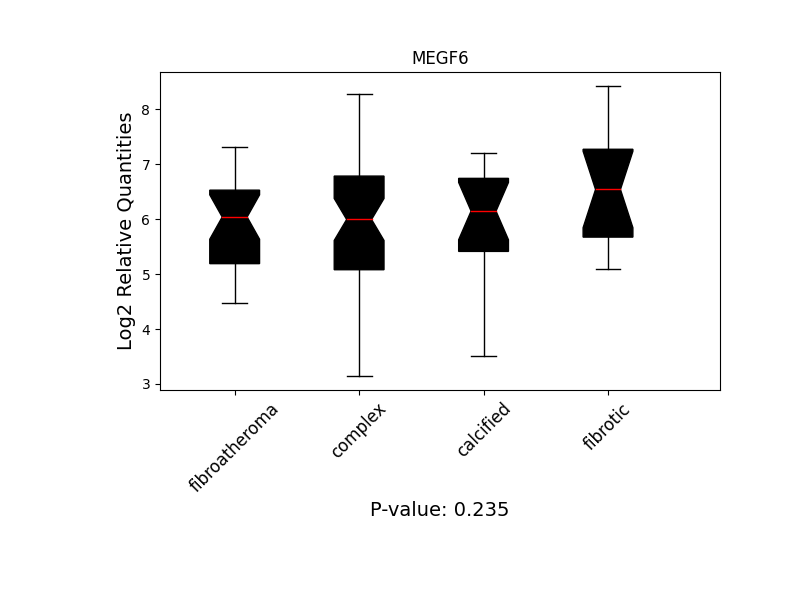 MEGF6
Log2 Relative Quantities
8
7
6
5
4
3
fibroatheroma
complex
calcified
fibrotic
P-value: 0.235